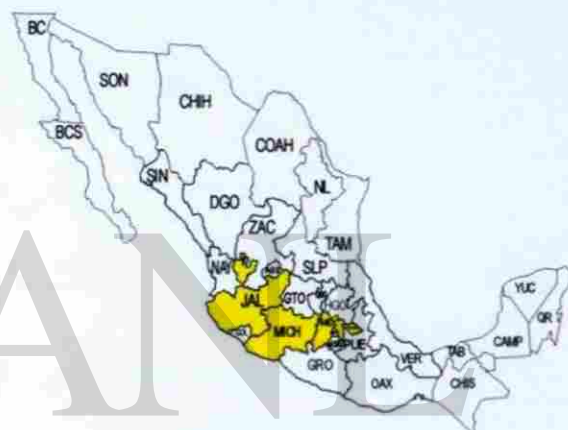 BC
SON
CHIH
BCS
COAH
SIN
NL
DGO
ZAC
TAM
NAY
SLP
YUC
JAL
GTO
HGO
QR
MICH
PUE
VER
TAB
CAMP
GRO
OAX
CHIS
ANL